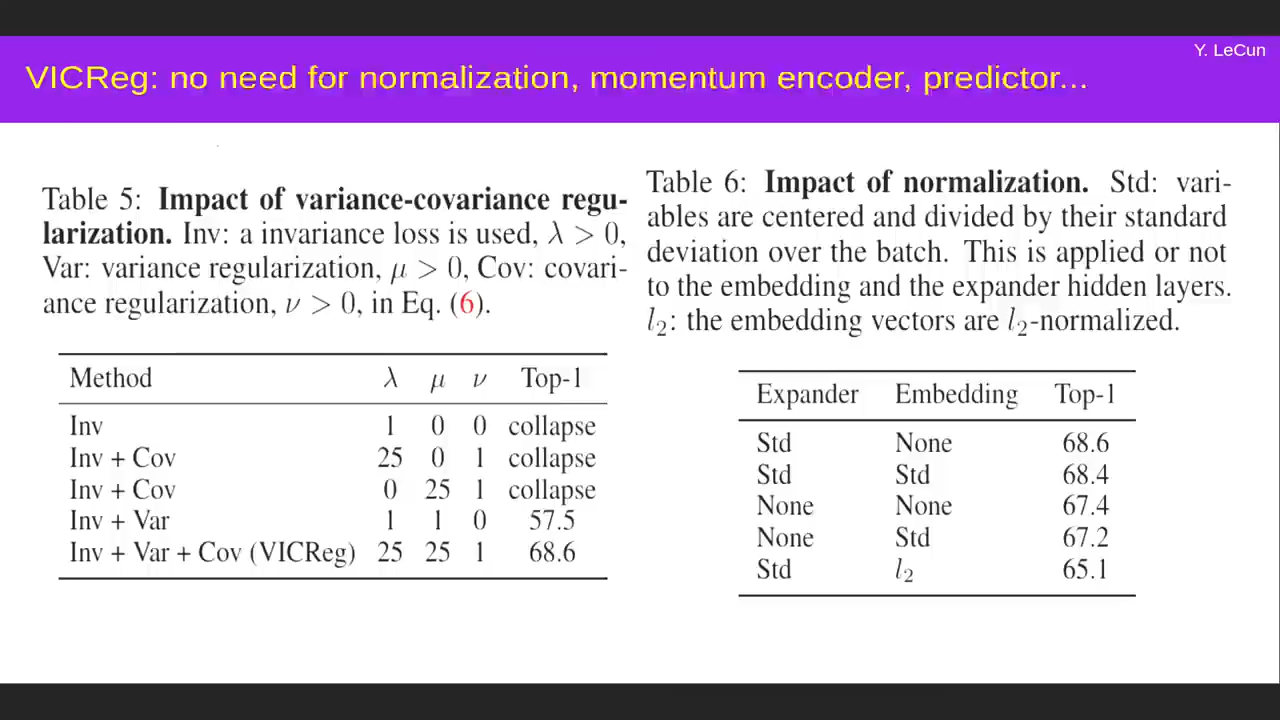 Y. LeCun
VICReg: no need for normalization, momentum encoder, predictor...
Table 5: Impact of variance-covariance regu-
larization. Inv: a invariance loss is used, λ > 0,
Var: variance regularization, μ > 0, Cov: covari-
ance regularization, ν > 0, in Eq. (6).
Method λ μ ν Top-1
Inv 1 0 0 collapse
Inv + Cov 25 0 1 collapse
Inv + Cov 0 25 1 collapse
Inv + Var 1 1 0 57.5
Inv + Var + Cov (VICReg) 25 25 1 68.6
Table 6: Impact of normalization. Std: vari-
ables are centered and divided by their standard
deviation over the batch. This is applied or not
to the embedding and the expander hidden layers.
l₂: the embedding vectors are l₂-normalized.
Expander Embedding Top-1
Std None 68.6
Std Std 68.4
None None 67.4
None Std 67.2
Std l₂ 65.1